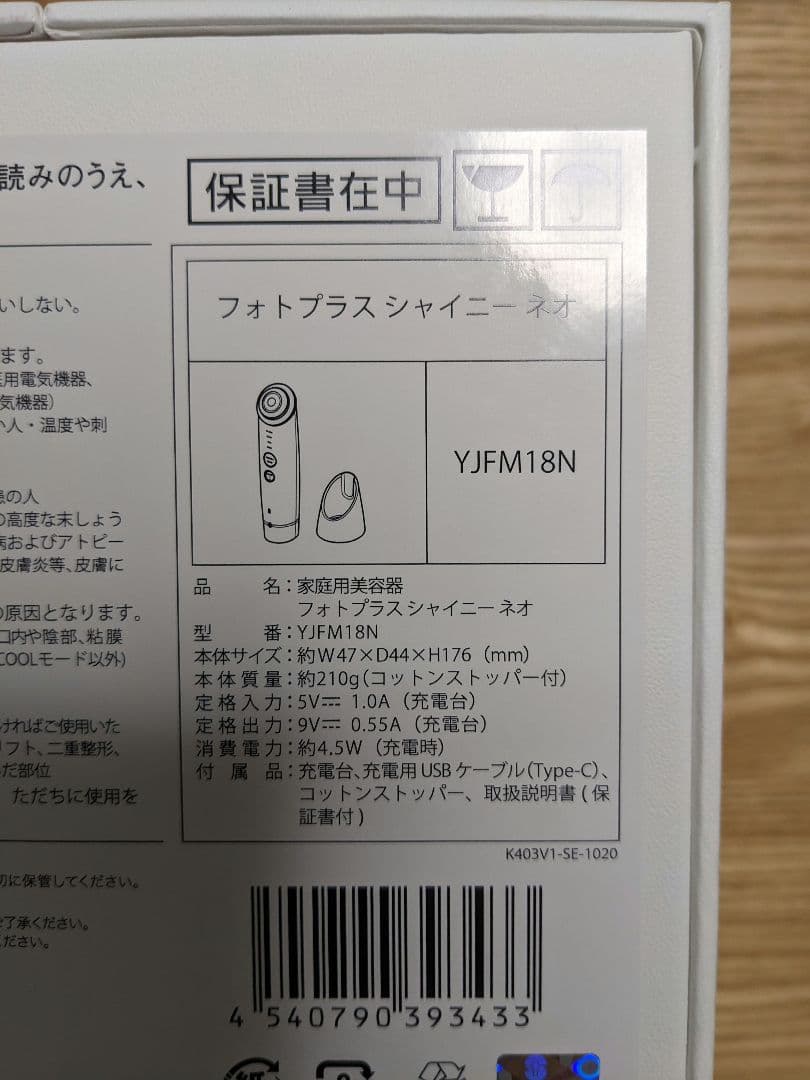 読みのうえ、
保証書在中
いしない。
ます。
用電気機器、
気機器)
い人・温度や刺
患の人
の高度な末しょう
病およびアトピー
皮膚炎等、皮膚に
の原因となります。
口内や陰部、粘膜
COOLモード以外)
ければご使用いた
リフト、二重整形、
だ部位
ただちに使用を
切に保管してください。
了承ください。
ださい。
フォトプラス シャイニー ネオ
YJFM18N
品 名：家庭用美容器
フォトプラス シャイニー ネオ
型 番：YJFM18N
本体サイズ：約W47×D44×H176（mm）
本体質量：約210g（コットンストッパー付）
定格入力：5V⎓ 1.0A（充電台）
定格出力：9V⎓ 0.55A（充電台）
消費電力：約4.5W（充電時）
付属品：充電台、充電用USBケーブル(Type-C)、
コットンストッパー、取扱説明書(保
証書付)
K403V1-SE-1020
4 540790 393433